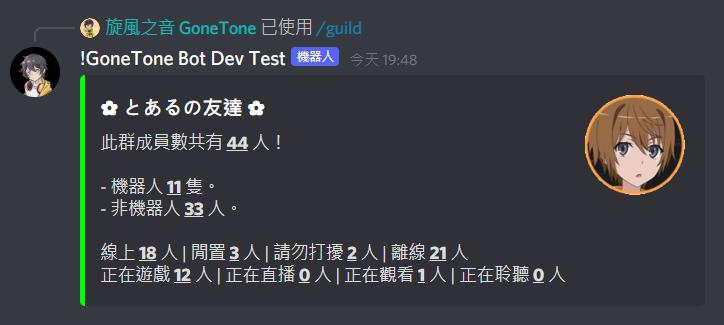 旋風之音 GoneTone 已使用 /guild
!GoneTone Bot Dev Test 機器人 今天 19:48
✿ とあるの友達 ✿
此群成員數共有 44 人！
- 機器人 11 隻。
- 非機器人 33 人。
線上 18 人 | 閒置 3 人 | 請勿打擾 2 人 | 離線 21 人
正在遊戲 12 人 | 正在直播 0 人 | 正在觀看 1 人 | 正在聆聽 0 人